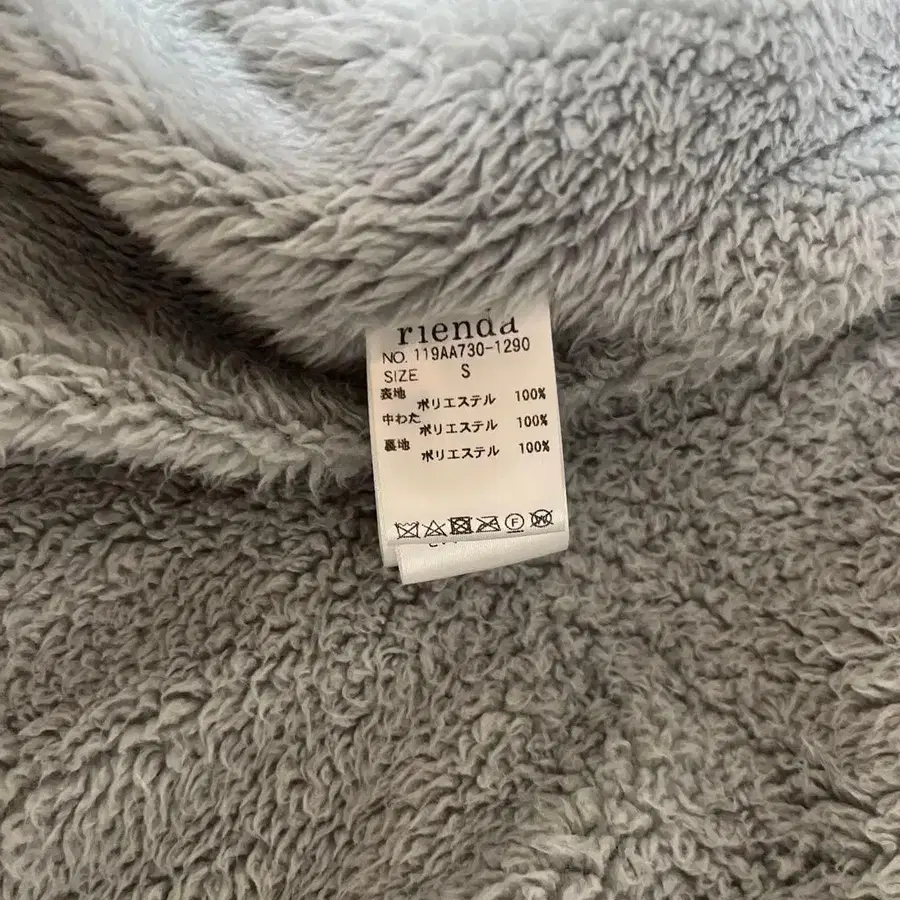 rienda
NO. 119AA730-1290
SIZE S
表地 ポリエステル 100%
中わた ポリエステル 100%
裏地 ポリエステル 100%
F
W